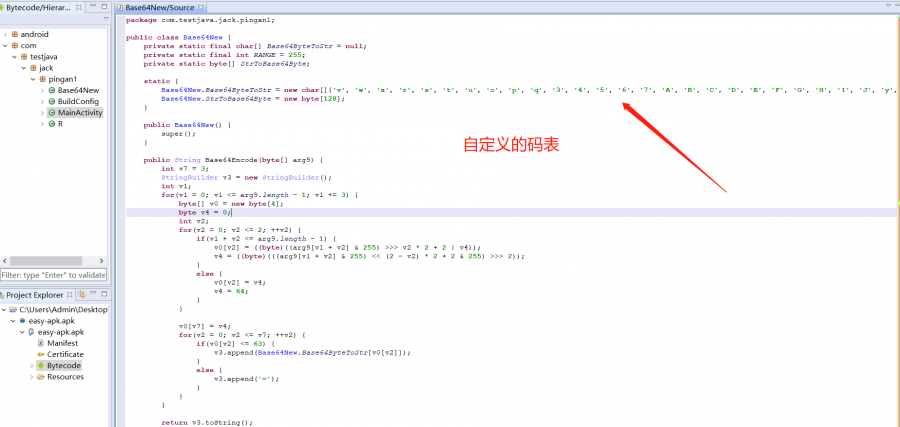 Bytecode/Hierar...
android
com
testjava
jack
pingan1
Base64New
BuildConfig
MainActivity
R
Filter: type "Enter" to validate
Project Explorer
C:\Users\Admin\Desktop\
easy-apk.apk
easy-apk.apk
Manifest
Certificate
Bytecode
Resources
Base64New/Source
package com.testjava.jack.pingan1;
public class Base64New {
private static final char[] Base64ByteToStr = null;
private static final int RANGE = 255;
private static byte[] StrToBase64Byte;
static {
Base64New.Base64ByteToStr = new char[]{'v', 'w', 'x', 'r', 's', 't', 'u', 'o', 'p', 'q', '3', '4', '5', '6', '7', 'A', 'B', 'C', 'D', 'E', 'F', 'G', 'H', 'I', 'J', 'y',
Base64New.StrToBase64Byte = new byte[128];
}
public Base64New() {
super();
}
自定义的码表
public String Base64Encode(byte[] arg9) {
int v7 = 3;
StringBuilder v3 = new StringBuilder();
int v1;
for(v1 = 0; v1 <= arg9.length - 1; v1 += 3) {
byte[] v0 = new byte[4];
byte v4 = 0;
int v2;
for(v2 = 0; v2 <= 2; ++v2) {
if(v1 + v2 <= arg9.length - 1) {
v0[v2] = ((byte)((arg9[v1 + v2] & 255) >>> v2 * 2 + 2 | v4));
v4 = ((byte)(((arg9[v1 + v2] & 255) << (2 - v2) * 2 + 2 & 255) >>> 2));
}
else {
v0[v2] = v4;
v4 = 64;
}
}
v0[v7] = v4;
for(v2 = 0; v2 <= v7; ++v2) {
if(v0[v2] <= 63) {
v3.append(Base64New.Base64ByteToStr[v0[v2]]);
}
else {
v3.append('=');
}
}
}
return v3.toString();